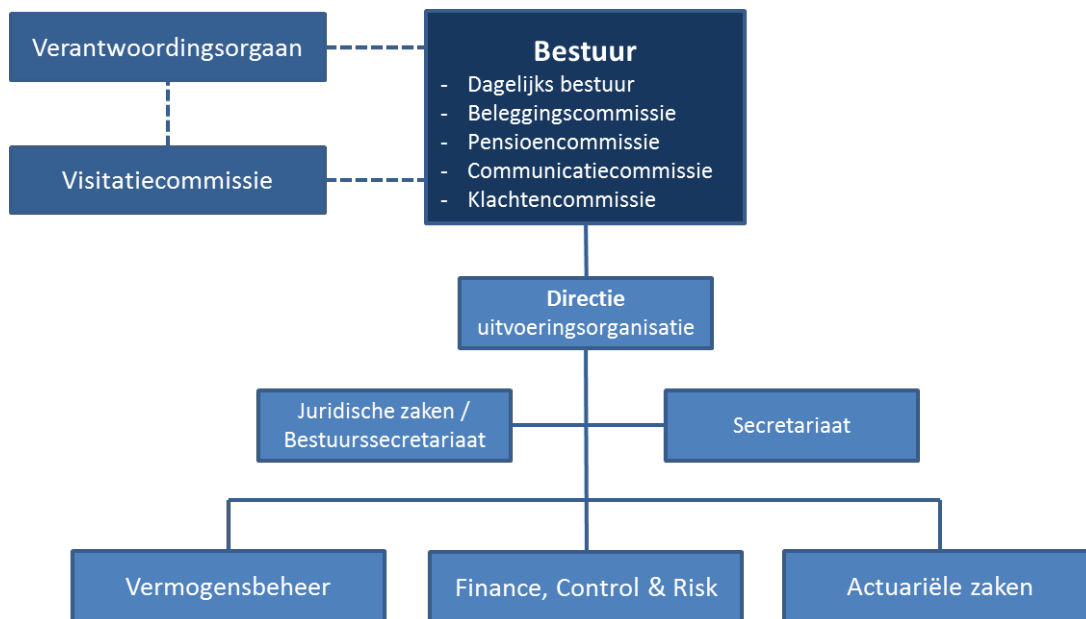 Verantwoordingsorgaan
Visitatiecommissie
Bestuur
- Dagelijks bestuur
- Beleggingscommissie
- Pensioencommissie
- Communicatiecommissie
- Klachtencommissie
Directie
uitvoeringsorganisatie
Juridische zaken /
Bestuurssecretariaat
Secretariaat
Vermogensbeheer
Finance, Control & Risk
Actuariële zaken